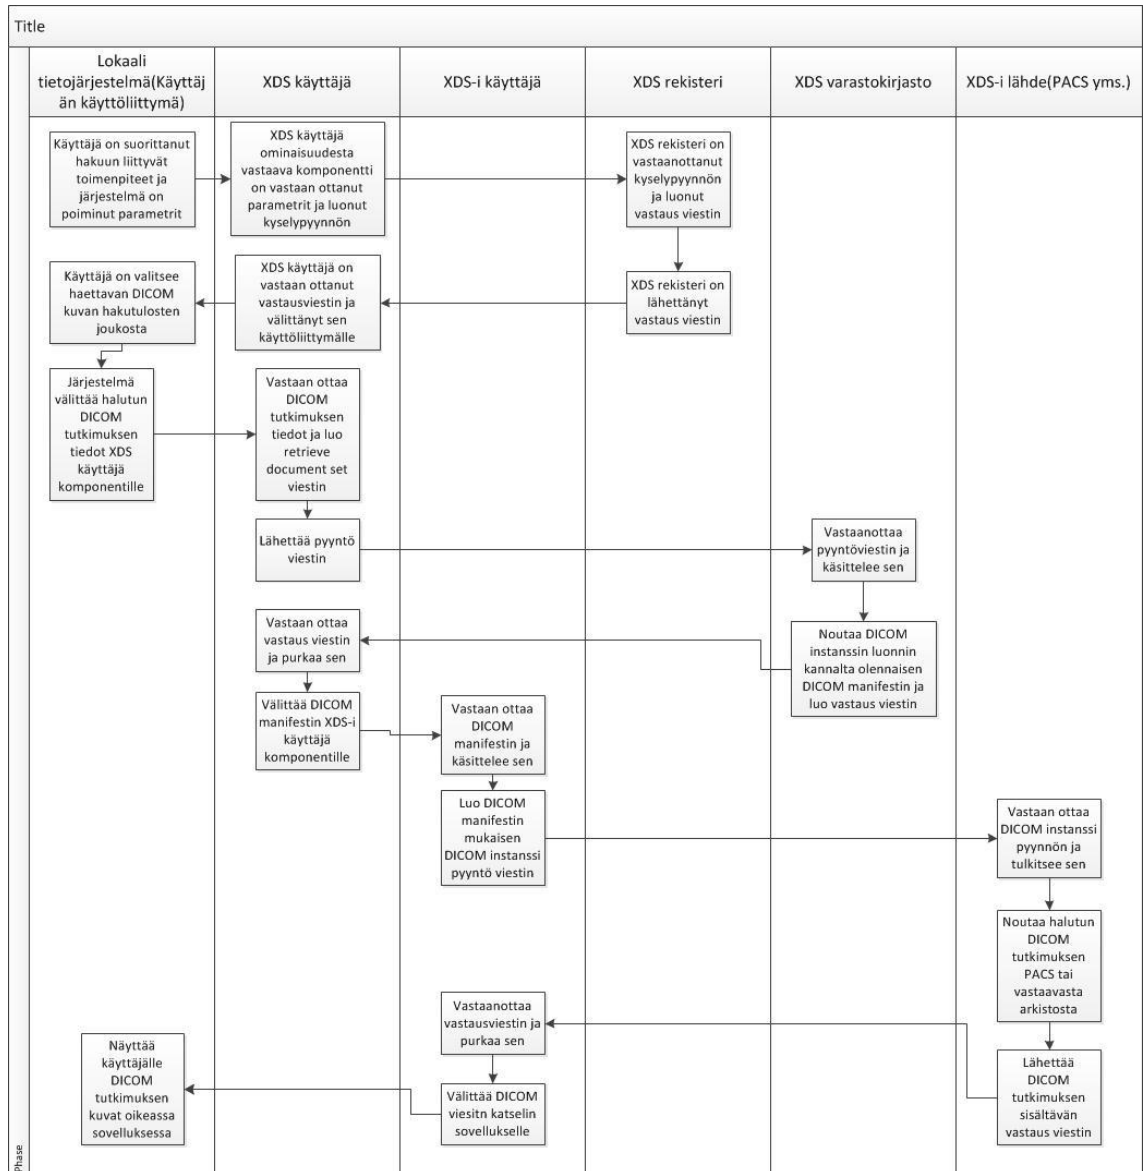 Title
Lokaali
tietojärjestelmä(Käyttäj
än käyttöliittymä)
XDS käyttäjä
XDS-i käyttäjä
XDS rekisteri
XDS varastokirjasto
XDS-i lähde(PACS yms.)
Käyttäjä on suorittanut
hakuun liittyvät
toimenpiteet ja
järjestelmä on
poiminut parametrit
XDS käyttäjä
ominaisuudesta
vastaava komponentti
on vastaan ottanut
parametrit ja luonut
kyselypyynnön
XDS rekisteri on
vastaanottanut
kyselypyynnön
ja luonut
vastaus viestin
Käyttäjä on valitsee
haettavan DICOM
kuvan hakutulosten
joukosta
XDS käyttäjä on
vastaan ottanut
vastausviestin ja
välittänyt sen
käyttöliittymälle
XDS rekisteri on
lähettänyt
vastaus viestin
Järjestelmä
välittää halutun
DICOM
tutkimuksen
tiedot XDS
käyttäjä
komponentille
Vastaan ottaa
DICOM
tutkimuksen
tiedot ja luo
retrieve
document set
viestin
Lähettää pyyntö
viestin
Vastaanottaa
pyyntöviestin ja
käsittelee sen
Vastaan ottaa
vastaus viestin
ja purkaa sen
Noutaa DICOM
instanssin luonnin
kannalta olennaisen
DICOM manifestin ja
luo vastaus viestin
Välittää DICOM
manifestin XDS-i
käyttäjä
komponentille
Vastaan ottaa
DICOM
manifestin ja
käsittelee sen
Luo DICOM
manifestin
mukaisen
DICOM instanssi
pyyntö viestin
Vastaan ottaa
DICOM instanssi
pyynnön ja
tulkitsee sen
Noutaa halutun
DICOM
tutkimuksen
PACS tai
vastaavasta
arkistosta
Vastaanottaa
vastausviestin ja
purkaa sen
Näyttää
käyttäjälle
DICOM
tutkimuksen
kuvat oikeassa
sovelluksessa
Välittää DICOM
viesitn katselin
sovellukselle
Lähettää
DICOM
tutkimuksen
sisältävän
vastaus viestin
Phase